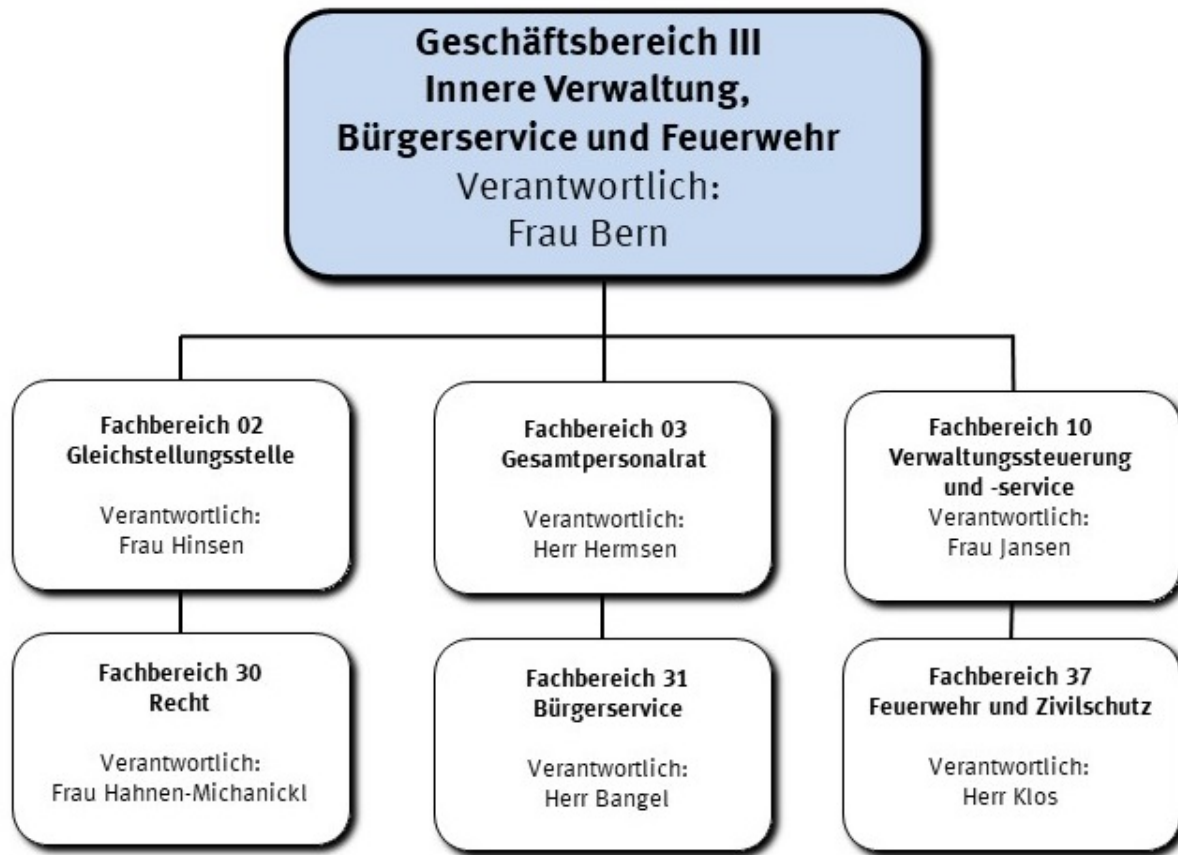 Geschäftsbereich III
Innere Verwaltung,
Bürgerservice und Feuerwehr
Verantwortlich:
Frau Bern
Fachbereich 02
Gleichstellungsstelle
Verantwortlich:
Frau Hinsen
Fachbereich 03
Gesamtpersonalrat
Verantwortlich:
Herr Hermsen
Fachbereich 10
Verwaltungssteuerung
und -service
Verantwortlich:
Frau Jansen
Fachbereich 30
Recht
Verantwortlich:
Frau Hahnen-Michanickl
Fachbereich 31
Bürgerservice
Verantwortlich:
Herr Bangel
Fachbereich 37
Feuerwehr und Zivilschutz
Verantwortlich:
Herr Klos